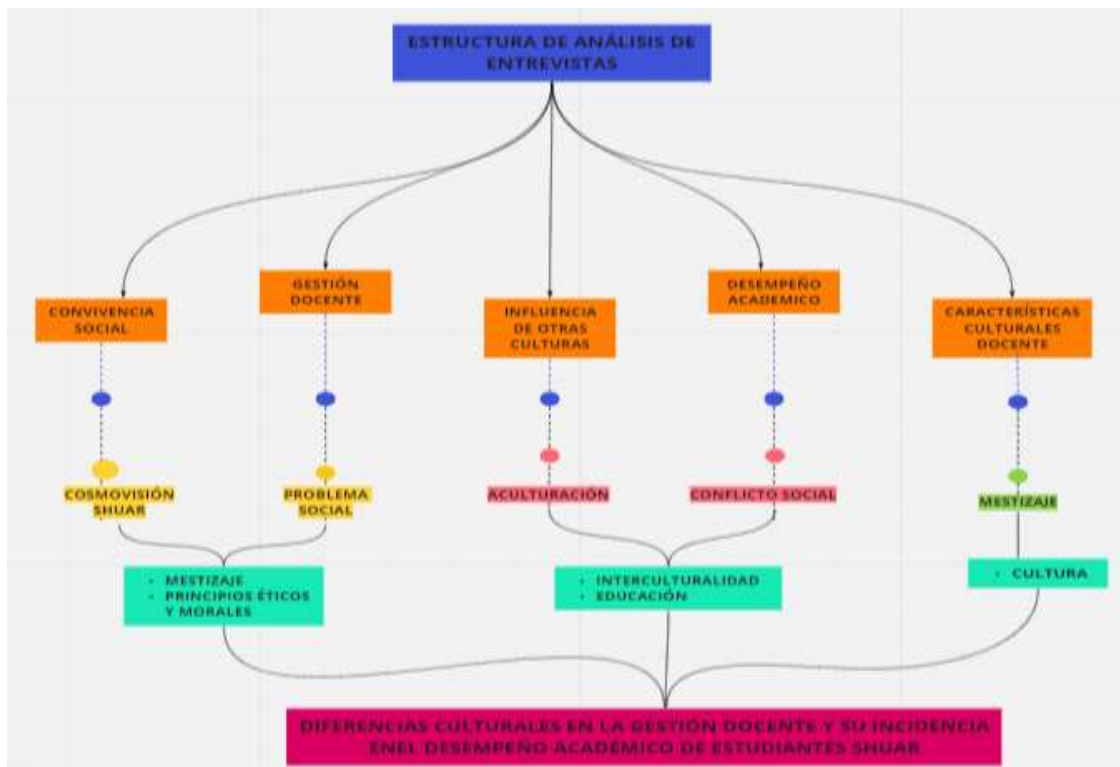 ESTRUCTURA DE ANÁLISIS DE
ENTREVISTAS
CONVIVENCIA
SOCIAL
GESTIÓN
DOCENTE
INFLUENCIA
DE OTRAS
CULTURAS
DESEMPEÑO
ACADEMICO
CARACTERÍSTICAS
CULTURALES
DOCENTE
COSMOVISIÓN
SHUAR
PROBLEMA
SOCIAL
ACULTURACIÓN
CONFLICTO SOCIAL
MESTIZAJE
• MESTIZAJE
• PRINCIPIOS ÉTICOS
Y MORALES
• INTERCULTURALIDAD
• EDUCACIÓN
• CULTURA
DIFERENCIAS CULTURALES EN LA GESTIÓN DOCENTE Y SU INCIDENCIA
ENEL DESEMPEÑO ACADÉMICO DE ESTUDIANTES SHUAR